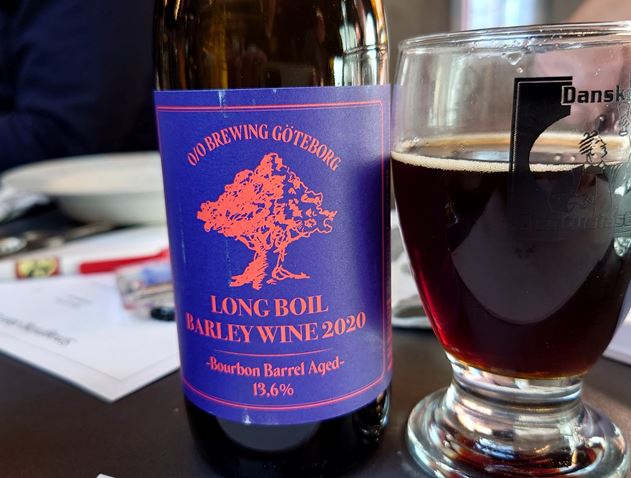 O/O BREWING GÖTEBORG
LONG BOIL
BARLEY WINE 2020
-Bourbon Barrel Aged-
13,6%
Dansk